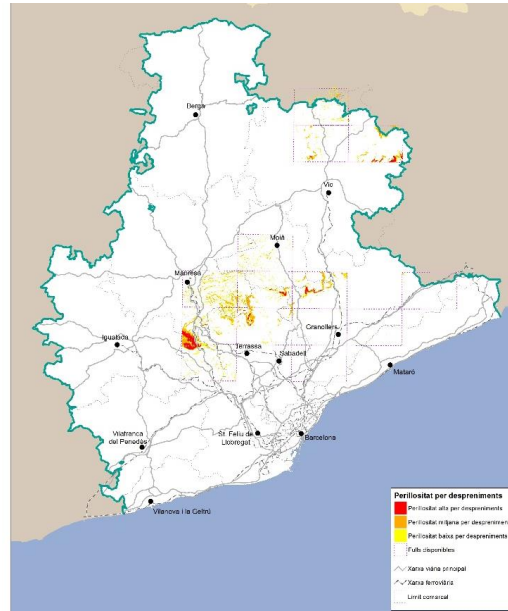 Berga
Vic
Moià
Manresa
Igualada
Terrassa
Granollers
Sabadell
Mataró
Vilafranca
del Penedès
St. Feliu de
Llobregat
Barcelona
Vilanova i la Geltrú
Perillositat per despreniments
Perillositat alta per despreniments
Perillositat mitjana per despreniments
Perillositat baixa per despreniments
Fulls disponibles
Xarxa viària principal
Xarxa ferroviària
Límit comarcal